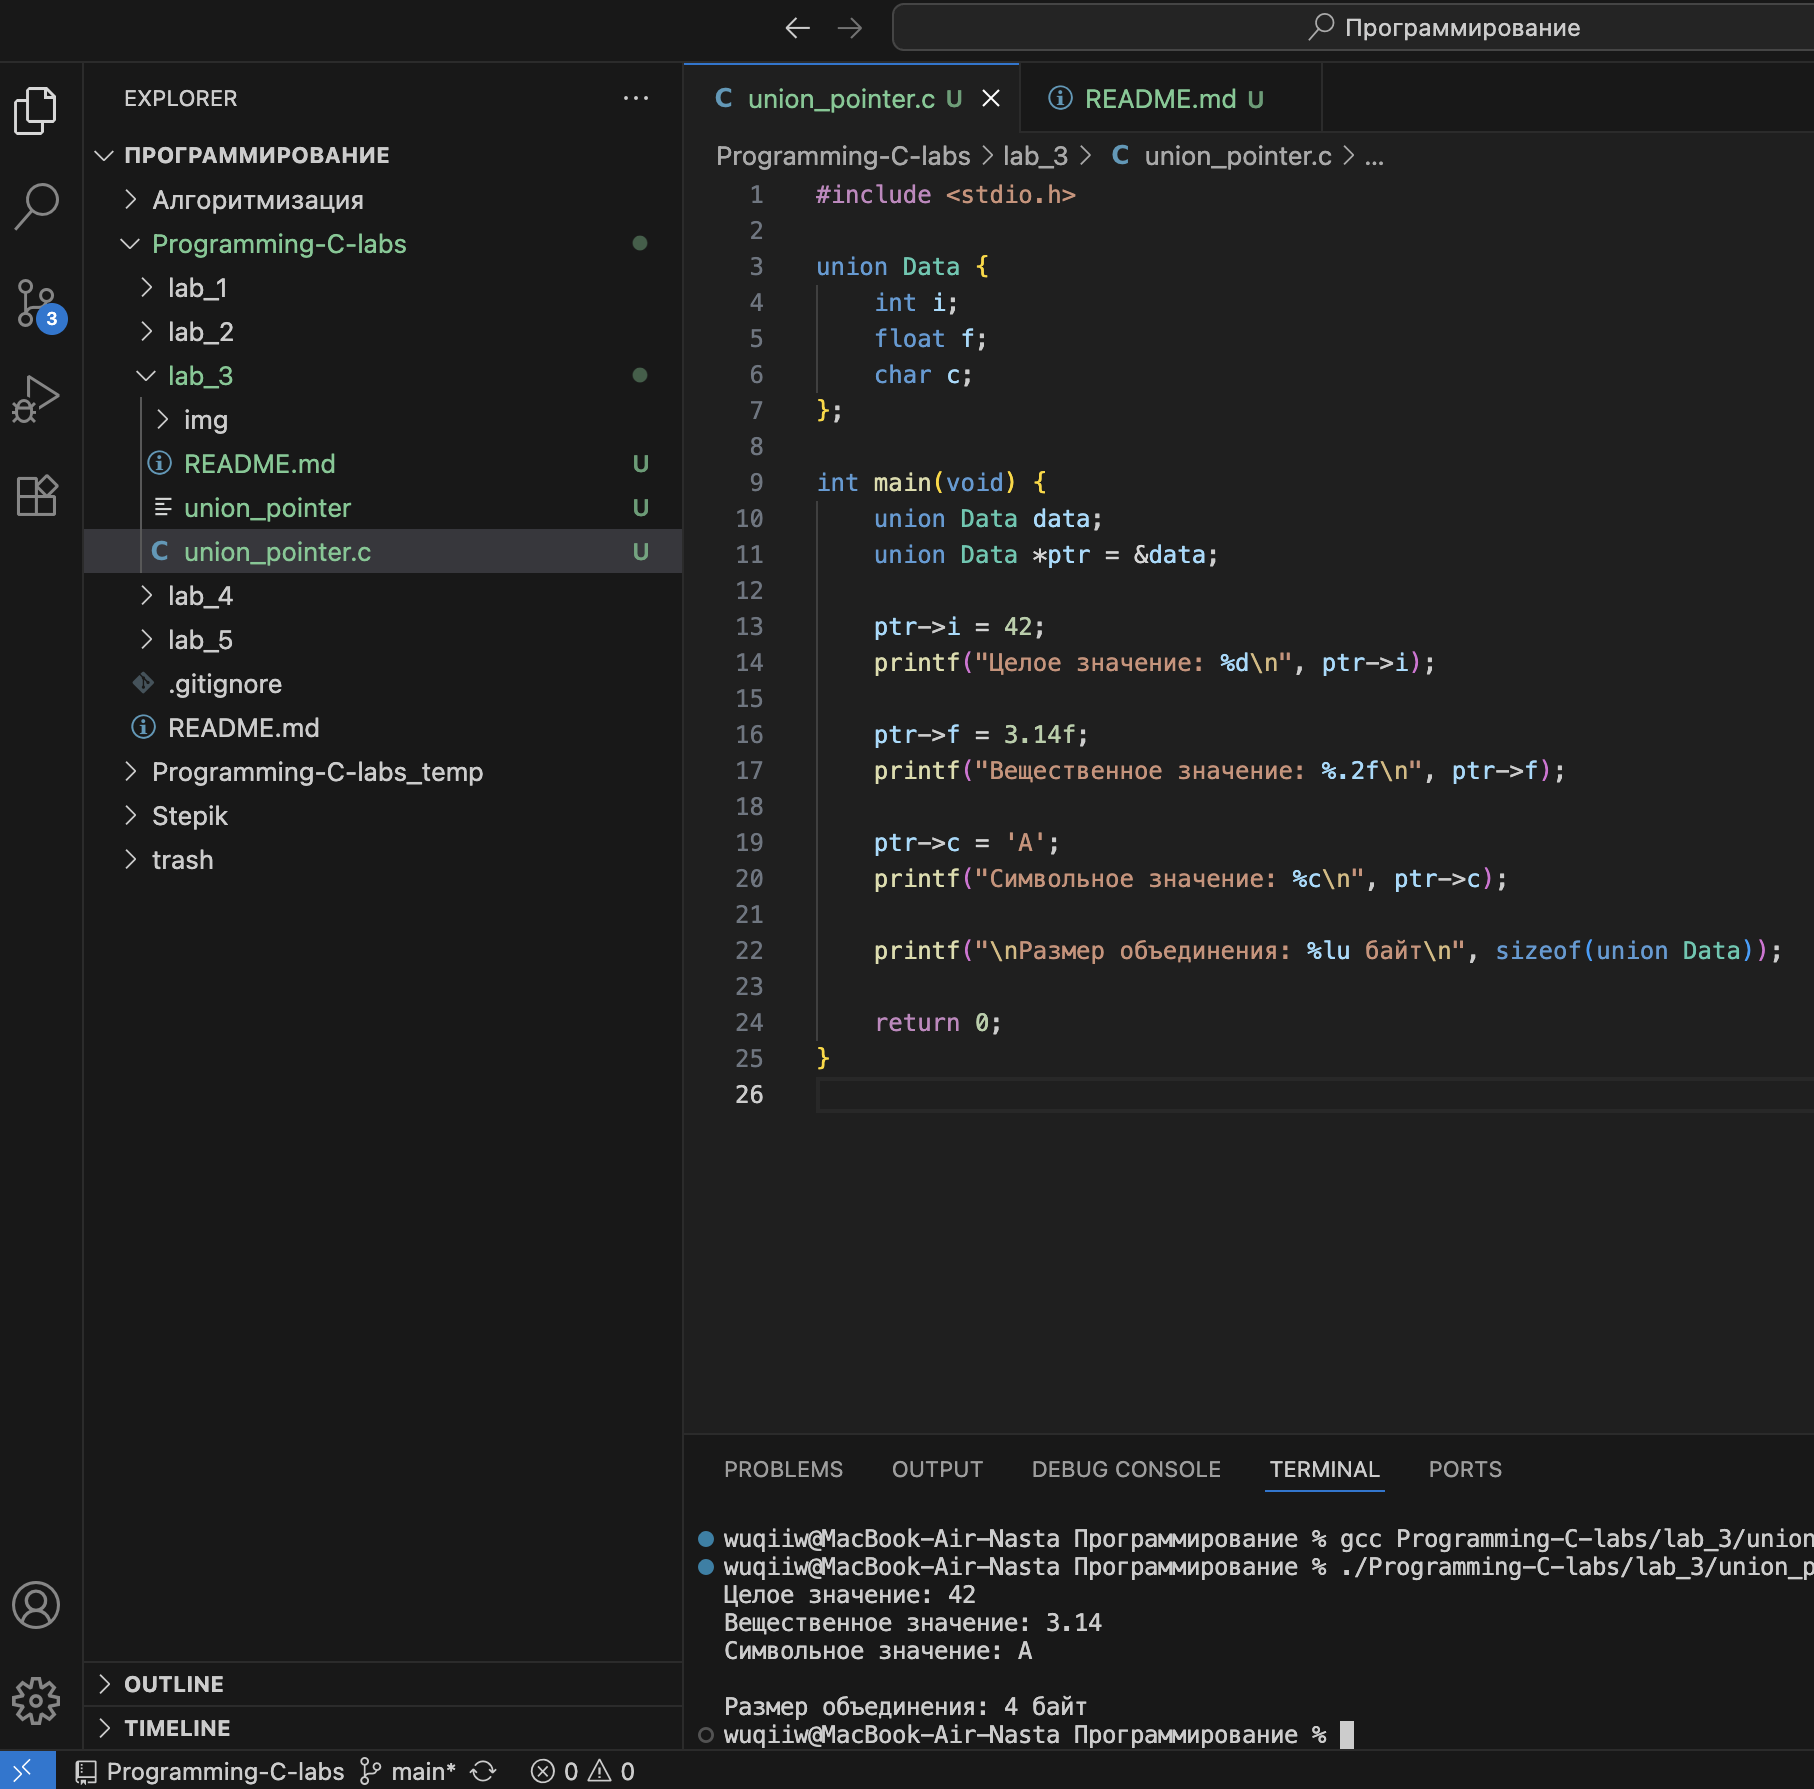 Программирование
EXPLORER
ПРОГРАММИРОВАНИЕ
Алгоритмизация
Programming-C-labs
lab_1
lab_2
lab_3
img
README.md U
union_pointer U
union_pointer.c U
lab_4
lab_5
.gitignore
README.md
Programming-C-labs_temp
Stepik
trash
OUTLINE
TIMELINE
3
union_pointer.c U
README.md U
Programming-C-labs > lab_3 > C union_pointer.c > ...
1 #include <stdio.h>
2
3 union Data {
4 int i;
5 float f;
6 char c;
7 };
8
9 int main(void) {
10 union Data data;
11 union Data *ptr = &data;
12
13 ptr->i = 42;
14 printf("Целое значение: %d\n", ptr->i);
15
16 ptr->f = 3.14f;
17 printf("Вещественное значение: %.2f\n", ptr->f);
18
19 ptr->c = 'A';
20 printf("Символьное значение: %c\n", ptr->c);
21
22 printf("\nРазмер объединения: %lu байт\n", sizeof(union Data));
23
24 return 0;
25 }
26
PROBLEMS OUTPUT DEBUG CONSOLE TERMINAL PORTS
wuqiiw@MacBook-Air-Nasta Программирование % gcc Programming-C-labs/lab_3/union
wuqiiw@MacBook-Air-Nasta Программирование % ./Programming-C-labs/lab_3/union_p
Целое значение: 42
Вещественное значение: 3.14
Символьное значение: A
Размер объединения: 4 байт
wuqiiw@MacBook-Air-Nasta Программирование %
Programming-C-labs main* 0 0